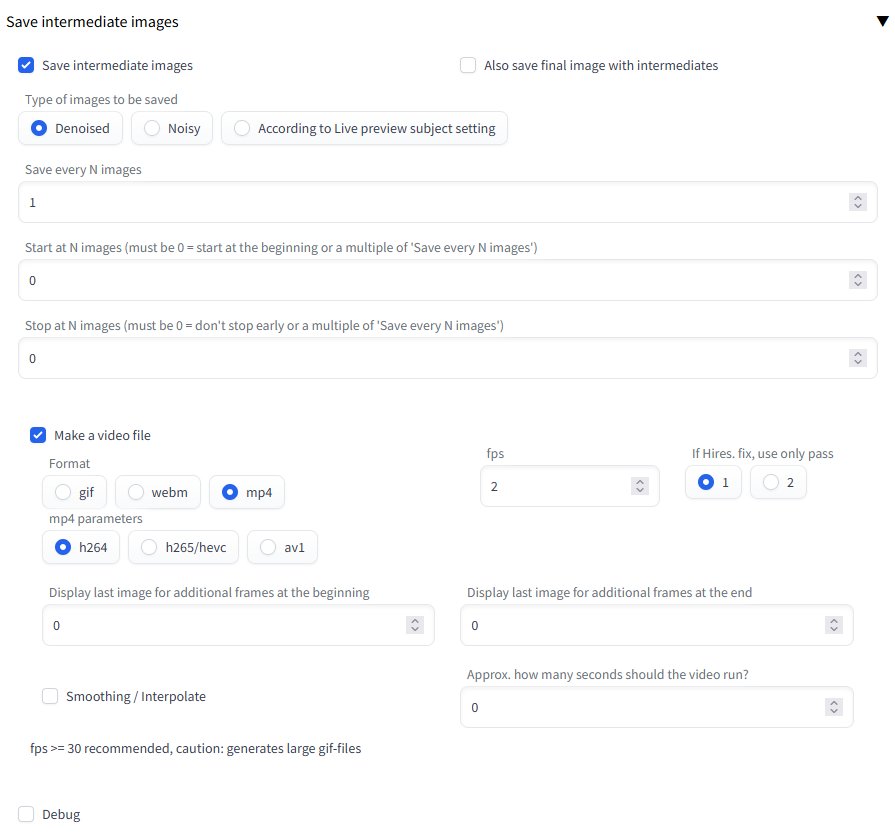 Save intermediate images ▼
Save intermediate images
Also save final image with intermediates
Type of images to be saved
Denoised
Noisy
According to Live preview subject setting
Save every N images
1
Start at N images (must be 0 = start at the beginning or a multiple of 'Save every N images')
0
Stop at N images (must be 0 = don't stop early or a multiple of 'Save every N images')
0
Make a video file
Format
gif
webm
mp4
fps
2
If Hires. fix, use only pass
1
2
mp4 parameters
h264
h265/hevc
av1
Display last image for additional frames at the beginning
0
Display last image for additional frames at the end
0
Smoothing / Interpolate
Approx. how many seconds should the video run?
0
fps >= 30 recommended, caution: generates large gif-files
Debug